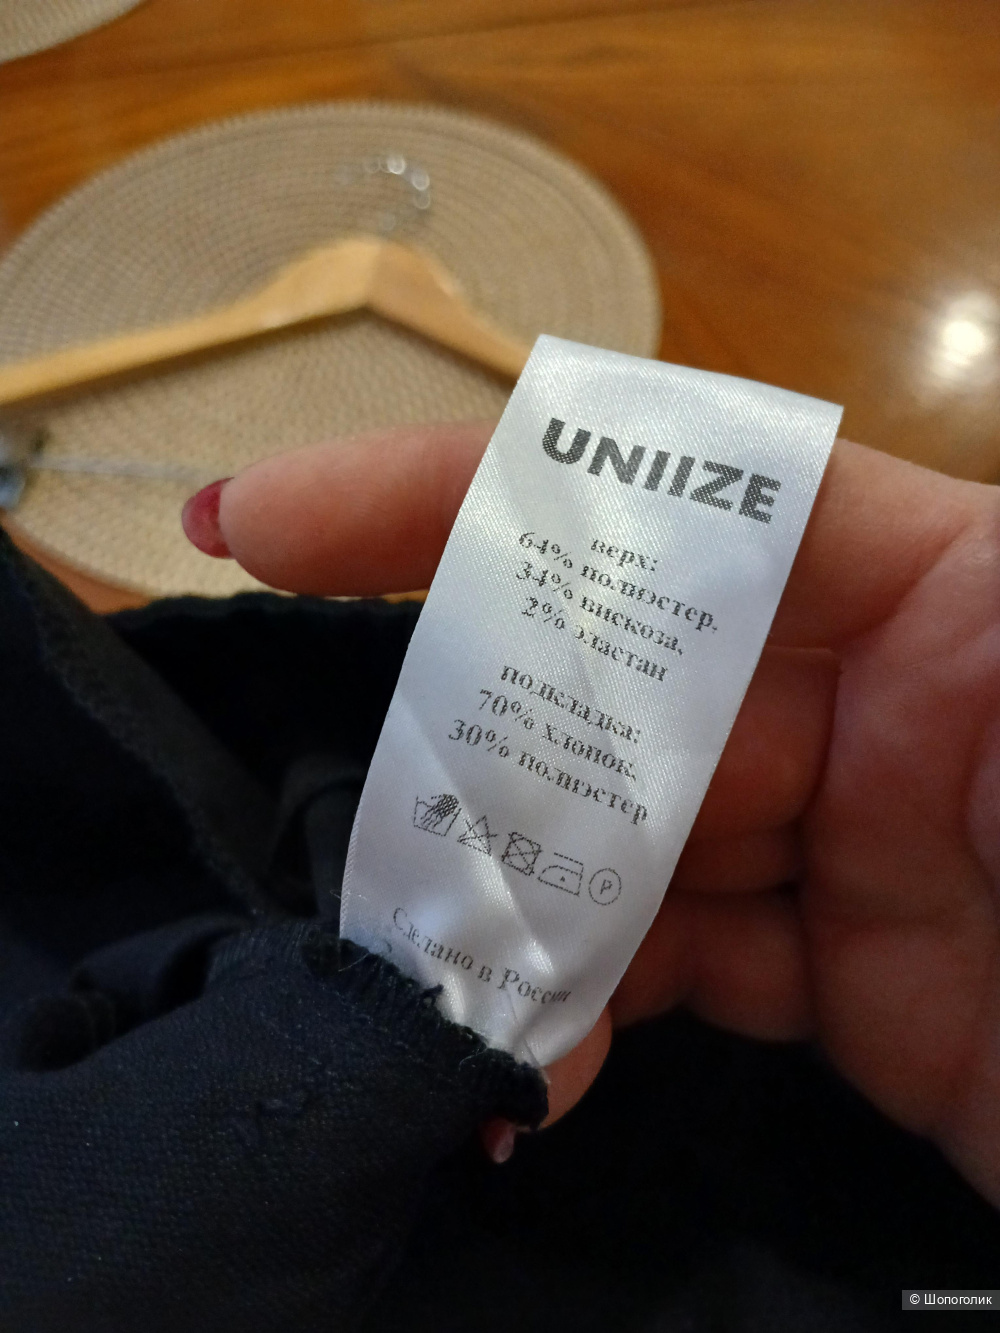 UNIIZE
верх:
64% полиэстер,
34% вискоза,
2% эластан
подкладка:
70% хлопок,
30% полиэстер
P
Сделано в России
© Шопоголик